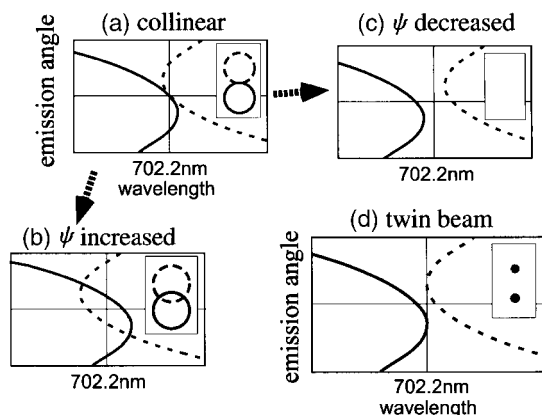 (a) collinear
emission angle
702.2nm
wavelength
(b) ψ increased
702.2nm
(c) ψ decreased
702.2nm
(d) twin beam
emission angle
702.2nm
wavelength